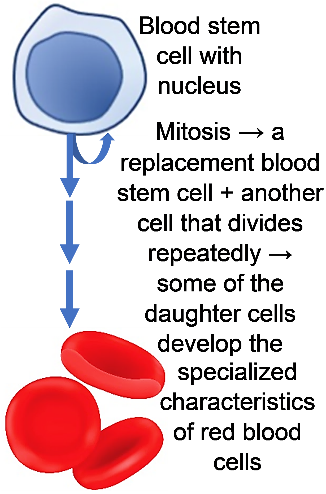 Blood stem
cell with
nucleus
Mitosis → a
replacement blood
stem cell + another
cell that divides
repeatedly →
some of the
daughter cells
develop the
specialized
characteristics
of red blood
cells